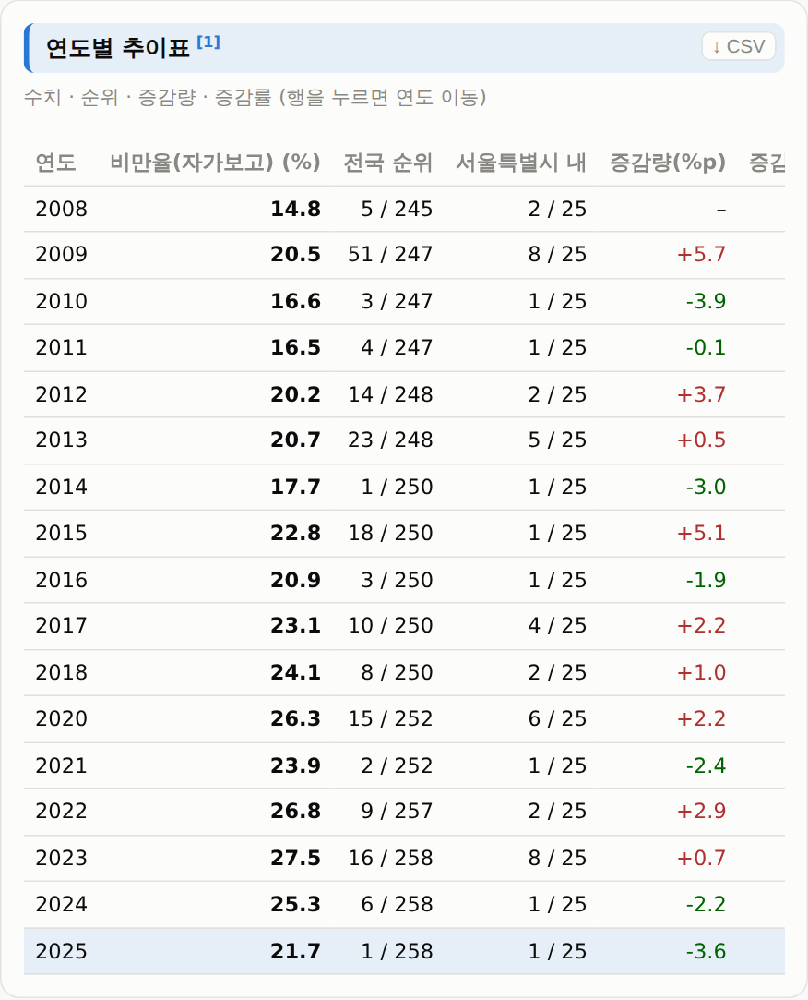 연도별 추이표 [1] ↓ CSV
수치 · 순위 · 증감량 · 증감률 (행을 누르면 연도 이동)
연도 비만율(자가보고) (%) 전국 순위 서울특별시 내 증감량(%p) 증감
2008 14.8 5 / 245 2 / 25 –
2009 20.5 51 / 247 8 / 25 +5.7
2010 16.6 3 / 247 1 / 25 -3.9
2011 16.5 4 / 247 1 / 25 -0.1
2012 20.2 14 / 248 2 / 25 +3.7
2013 20.7 23 / 248 5 / 25 +0.5
2014 17.7 1 / 250 1 / 25 -3.0
2015 22.8 18 / 250 1 / 25 +5.1
2016 20.9 3 / 250 1 / 25 -1.9
2017 23.1 10 / 250 4 / 25 +2.2
2018 24.1 8 / 250 2 / 25 +1.0
2020 26.3 15 / 252 6 / 25 +2.2
2021 23.9 2 / 252 1 / 25 -2.4
2022 26.8 9 / 257 2 / 25 +2.9
2023 27.5 16 / 258 8 / 25 +0.7
2024 25.3 6 / 258 1 / 25 -2.2
2025 21.7 1 / 258 1 / 25 -3.6